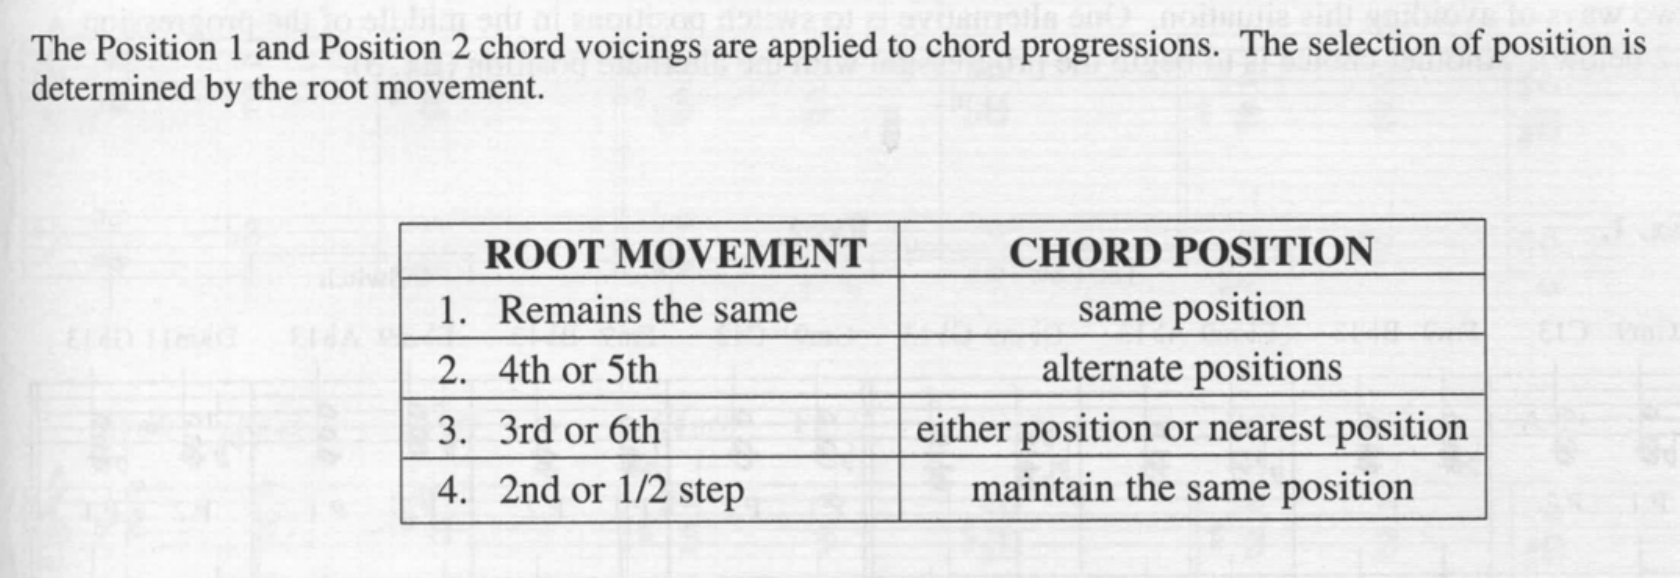 The Position 1 and Position 2 chord voicings are applied to chord progressions. The selection of position is
determined by the root movement.
ROOT MOVEMENT CHORD POSITION
1. Remains the same same position
2. 4th or 5th alternate positions
3. 3rd or 6th either position or nearest position
4. 2nd or 1/2 step maintain the same position